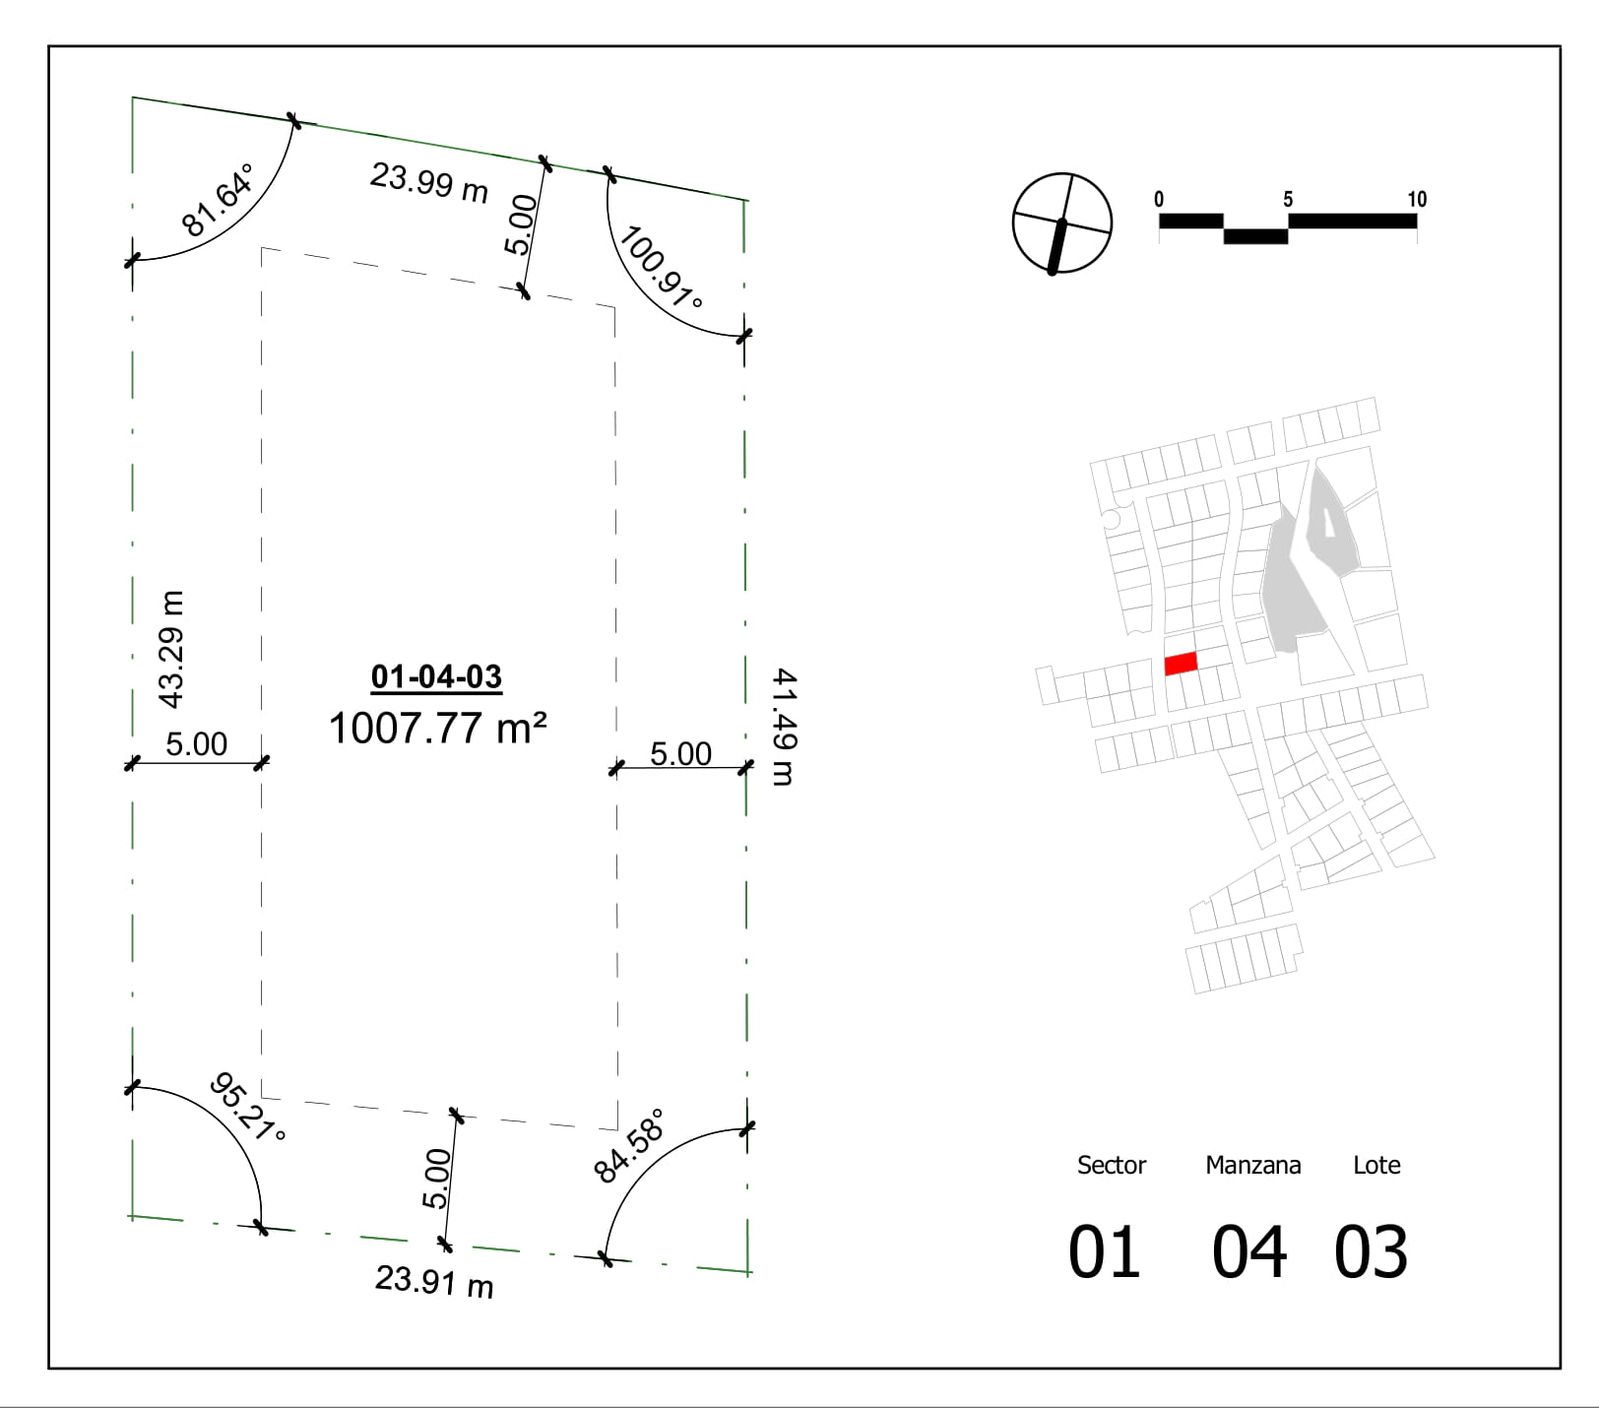 81.64°
23.99 m
5.00
100.91°
0 5 10
43.29 m
01-04-03
1007.77 m²
41.49 m
5.00
5.00
95.21°
84.58°
5.00
23.91 m
Sector Manzana Lote
01 04 03